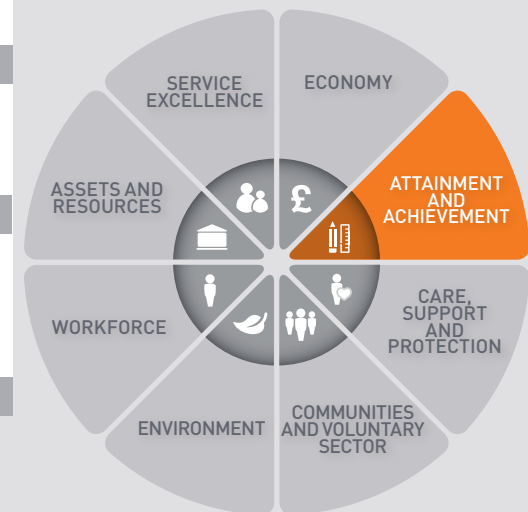 SERVICE
EXCELLENCE
ECONOMY
ASSETS AND
RESOURCES
£
ATTAINMENT
AND
ACHIEVEMENT
WORKFORCE
CARE,
SUPPORT
AND
PROTECTION
ENVIRONMENT
COMMUNITIES
AND VOLUNTARY
SECTOR